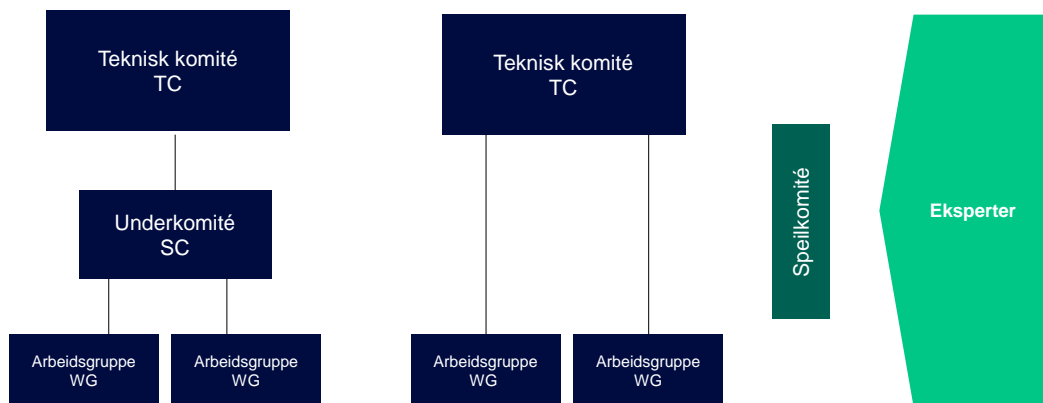 Teknisk komité
TC
Underkomité
SC
Arbeidsgruppe
WG
Arbeidsgruppe
WG
Teknisk komité
TC
Arbeidsgruppe
WG
Arbeidsgruppe
WG
Speilkomité
Eksperter